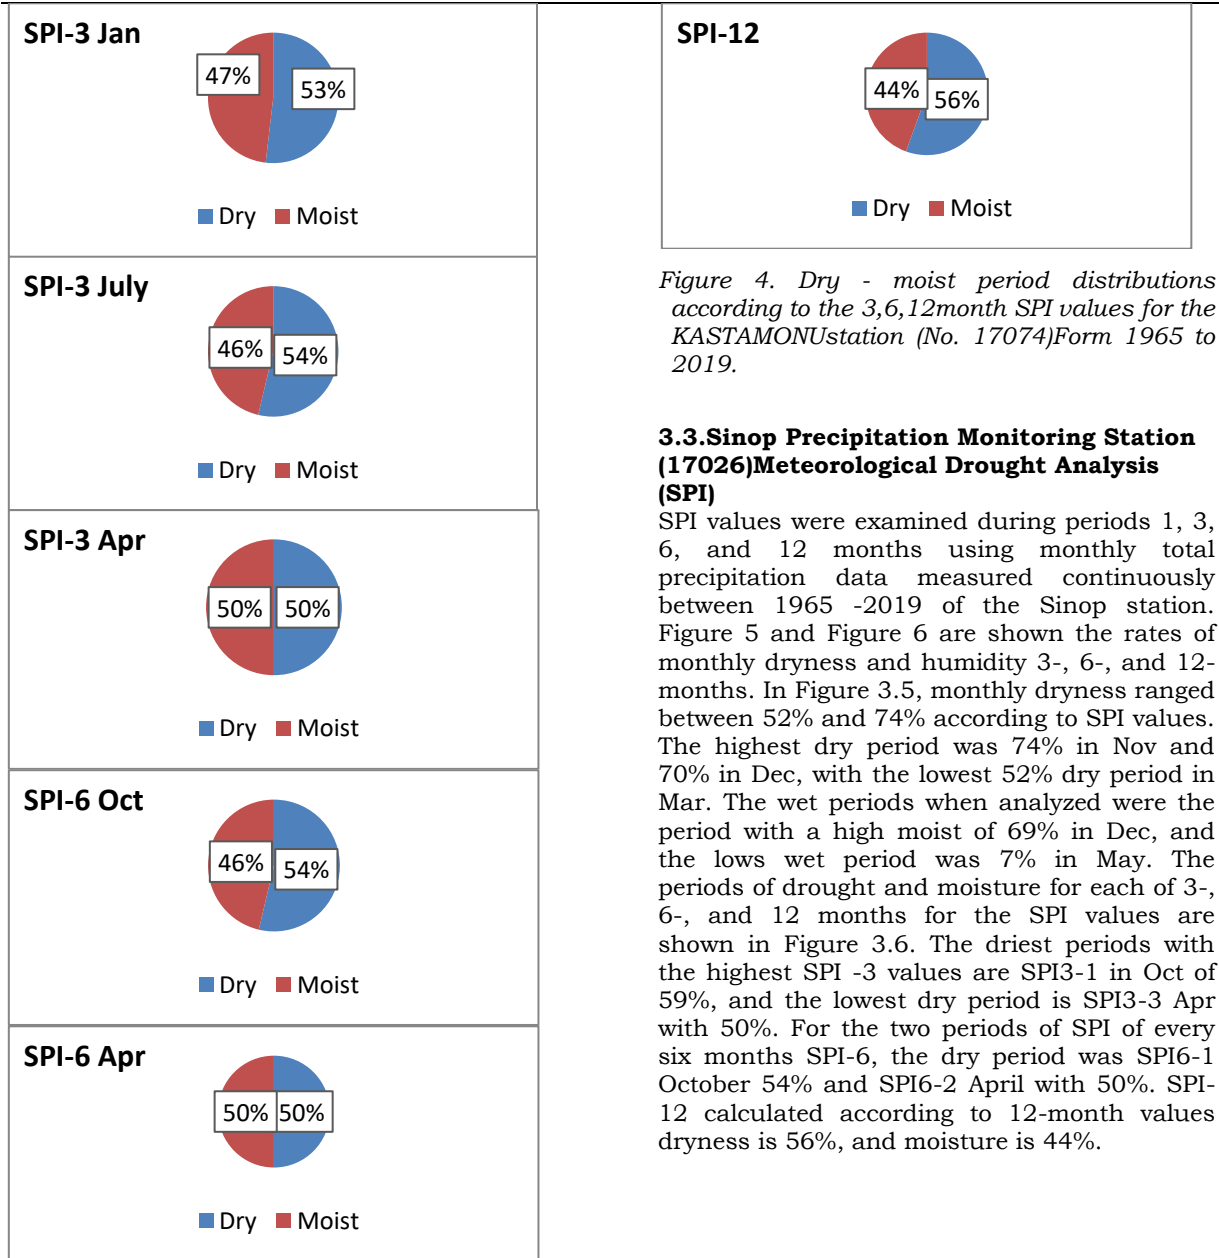 SPI-3 Jan
47%
53%
Dry Moist
SPI-3 July
46%
54%
Dry Moist
SPI-3 Apr
50% 50%
Dry Moist
SPI-6 Oct
46%
54%
Dry Moist
SPI-6 Apr
50% 50%
Dry Moist
SPI-12
44%
56%
Dry Moist
Figure 4. Dry - moist period distributions
according to the 3,6,12month SPI values for the
KASTAMONUstation (No. 17074)Form 1965 to
2019.
3.3.Sinop Precipitation Monitoring Station
(17026)Meteorological Drought Analysis
(SPI)
SPI values were examined during periods 1, 3,
6, and 12 months using monthly total
precipitation data measured continuously
between 1965 -2019 of the Sinop station.
Figure 5 and Figure 6 are shown the rates of
monthly dryness and humidity 3-, 6-, and 12-
months. In Figure 3.5, monthly dryness ranged
between 52% and 74% according to SPI values.
The highest dry period was 74% in Nov and
70% in Dec, with the lowest 52% dry period in
Mar. The wet periods when analyzed were the
period with a high moist of 69% in Dec, and
the lows wet period was 7% in May. The
periods of drought and moisture for each of 3-,
6-, and 12 months for the SPI values are
shown in Figure 3.6. The driest periods with
the highest SPI -3 values are SPI3-1 in Oct of
59%, and the lowest dry period is SPI3-3 Apr
with 50%. For the two periods of SPI of every
six months SPI-6, the dry period was SPI6-1
October 54% and SPI6-2 April with 50%. SPI-
12 calculated according to 12-month values
dryness is 56%, and moisture is 44%.